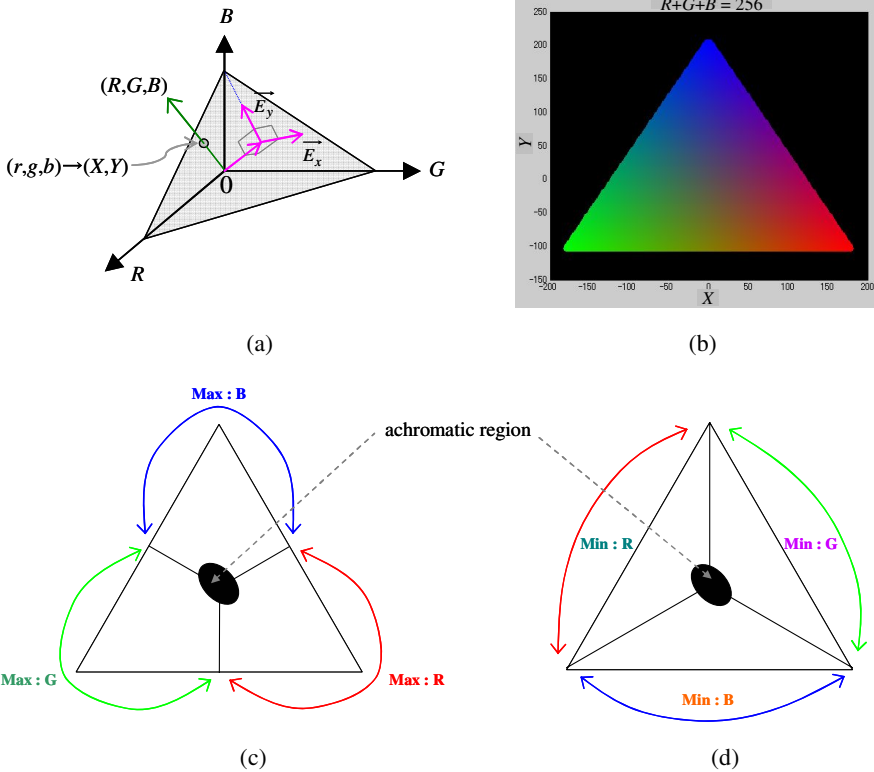 B
(R,G,B)
E_y
E_x
(r,g,b)→(X,Y)
0
G
R
(a)
R+G+B = 256
250
200
150
100
50
0
-50
-100
-150
Y
-200
-150
-100
-50
0
50
100
150
200
X
(b)
Max : B
achromatic region
Max : G
Max : R
(c)
Min : R
Min : G
Min : B
(d)